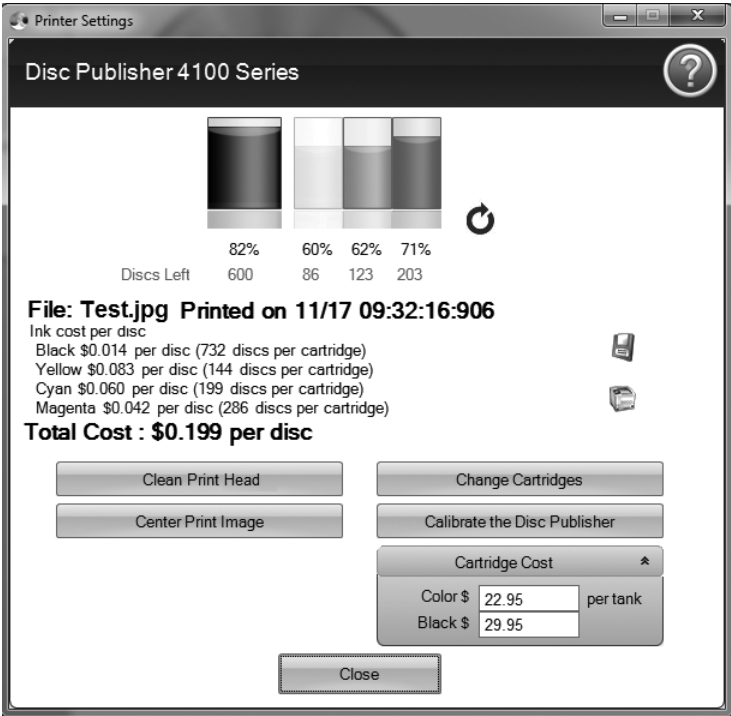 Printer Settings
Disc Publisher 4100 Series
?
82% 60% 62% 71%
Discs Left 600 86 123 203
File: Test.jpg Printed on 11/17 09:32:16:906
Ink cost per disc
Black $0.014 per disc (732 discs per cartridge)
Yellow $0.083 per disc (144 discs per cartridge)
Cyan $0.060 per disc (199 discs per cartridge)
Magenta $0.042 per disc (286 discs per cartridge)
Total Cost : $0.199 per disc
Clean Print Head Change Cartridges
Center Print Image Calibrate the Disc Publisher
Cartridge Cost
Color $ 22.95 per tank
Black $ 29.95
Close